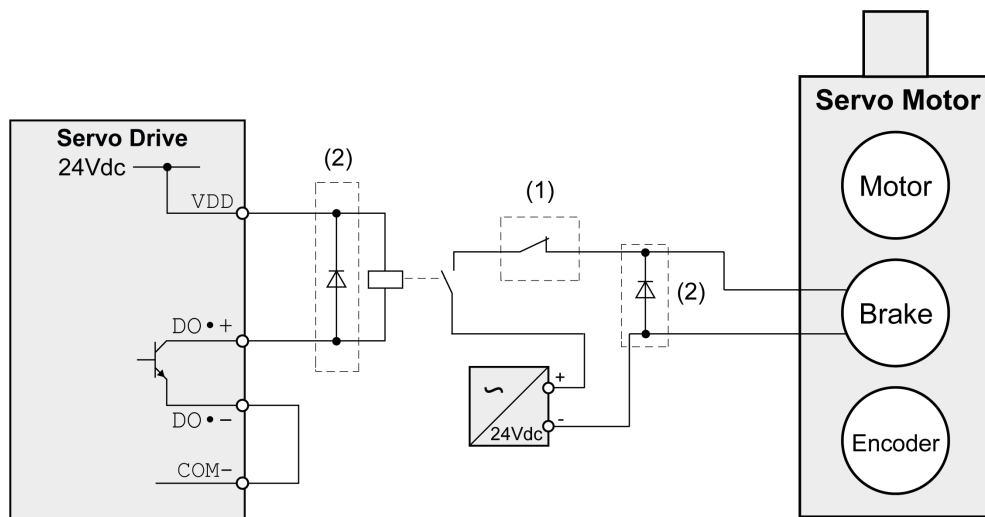 Servo Drive
24Vdc
VDD
DO•+
DO•-
COM-
(2)
(1)
(2)
+
-
24Vdc
Servo Motor
Motor
Brake
Encoder